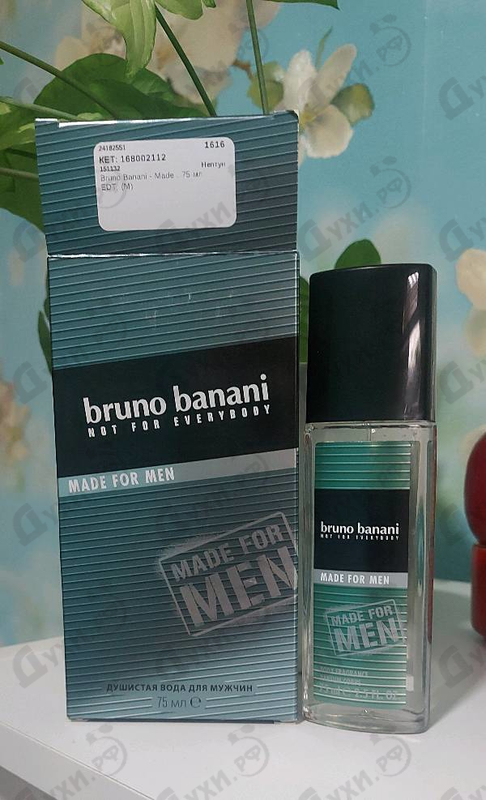 24182551 1616
КЕТ: 168002112
151132 Нептун
Bruno Banani - Made . 75 мл
EDT. (M)
bruno banani
NOT FOR EVERYBODY
MADE FOR MEN
MADE FOR
MEN
ДУШИСТАЯ ВОДА ДЛЯ МУЖЧИН
75 мл ℮
bruno banani
NOT FOR EVERYBODY
MADE FOR MEN
MADE FOR
MEN
Духи.рф